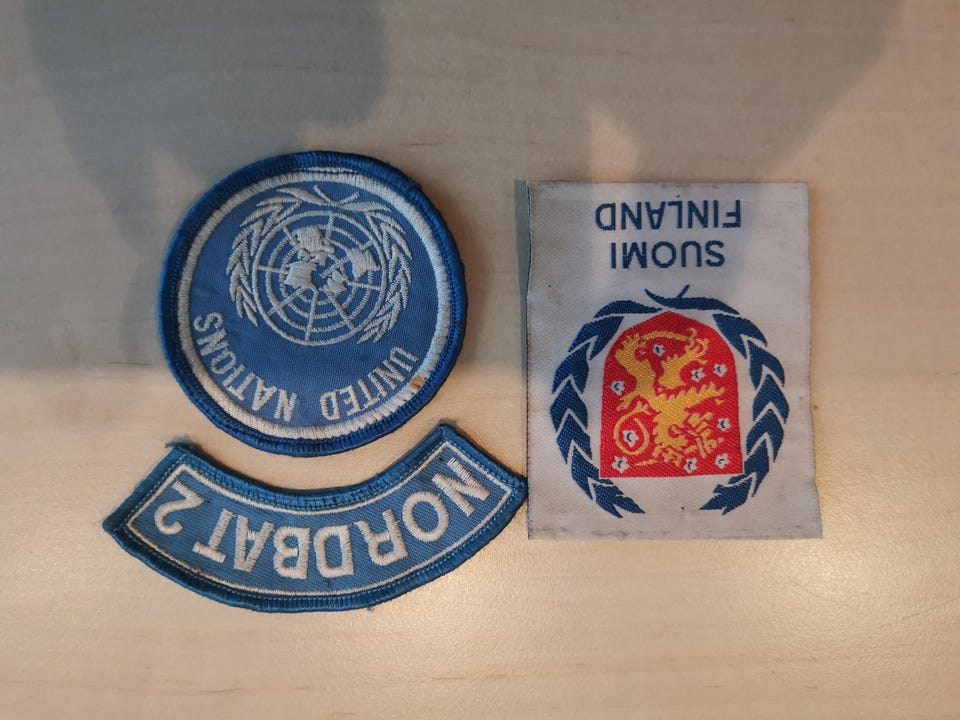 NORDBAT 2
UNITED NATIONS
SUOMI
FINLAND